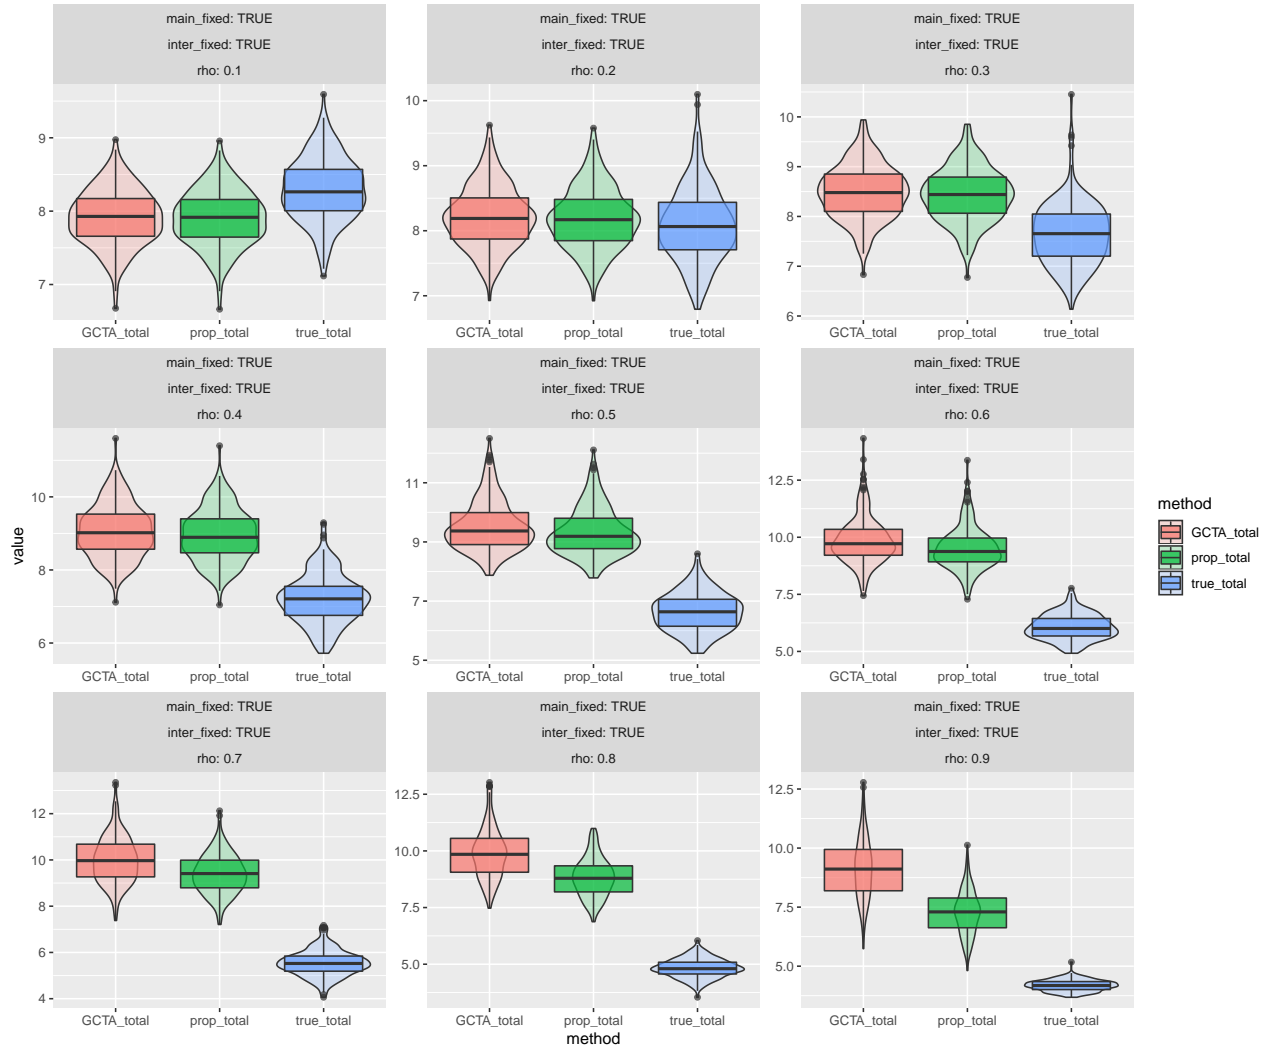 main_fixed: TRUE
inter_fixed: TRUE
rho: 0.1
9
8
7
GCTA_total prop_total true_total
main_fixed: TRUE
inter_fixed: TRUE
rho: 0.2
10
9
8
7
GCTA_total prop_total true_total
main_fixed: TRUE
inter_fixed: TRUE
rho: 0.3
10
9
8
7
6
GCTA_total prop_total true_total
value
main_fixed: TRUE
inter_fixed: TRUE
rho: 0.4
10
8
6
GCTA_total prop_total true_total
main_fixed: TRUE
inter_fixed: TRUE
rho: 0.5
11
9
7
5
GCTA_total prop_total true_total
main_fixed: TRUE
inter_fixed: TRUE
rho: 0.6
12.5
10.0
7.5
5.0
GCTA_total prop_total true_total
main_fixed: TRUE
inter_fixed: TRUE
rho: 0.7
12
10
8
6
4
GCTA_total prop_total true_total
main_fixed: TRUE
inter_fixed: TRUE
rho: 0.8
12.5
10.0
7.5
5.0
GCTA_total prop_total true_total
main_fixed: TRUE
inter_fixed: TRUE
rho: 0.9
12.5
10.0
7.5
5.0
GCTA_total prop_total true_total
method
method
GCTA_total
prop_total
true_total